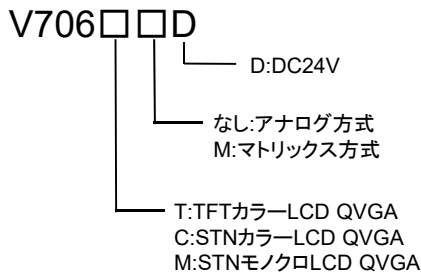 V706□□D
D:DC24V
なし:アナログ方式
M:マトリックス方式
T:TFTカラーLCD QVGA
C:STNカラーLCD QVGA
M:STNモノクロLCD QVGA